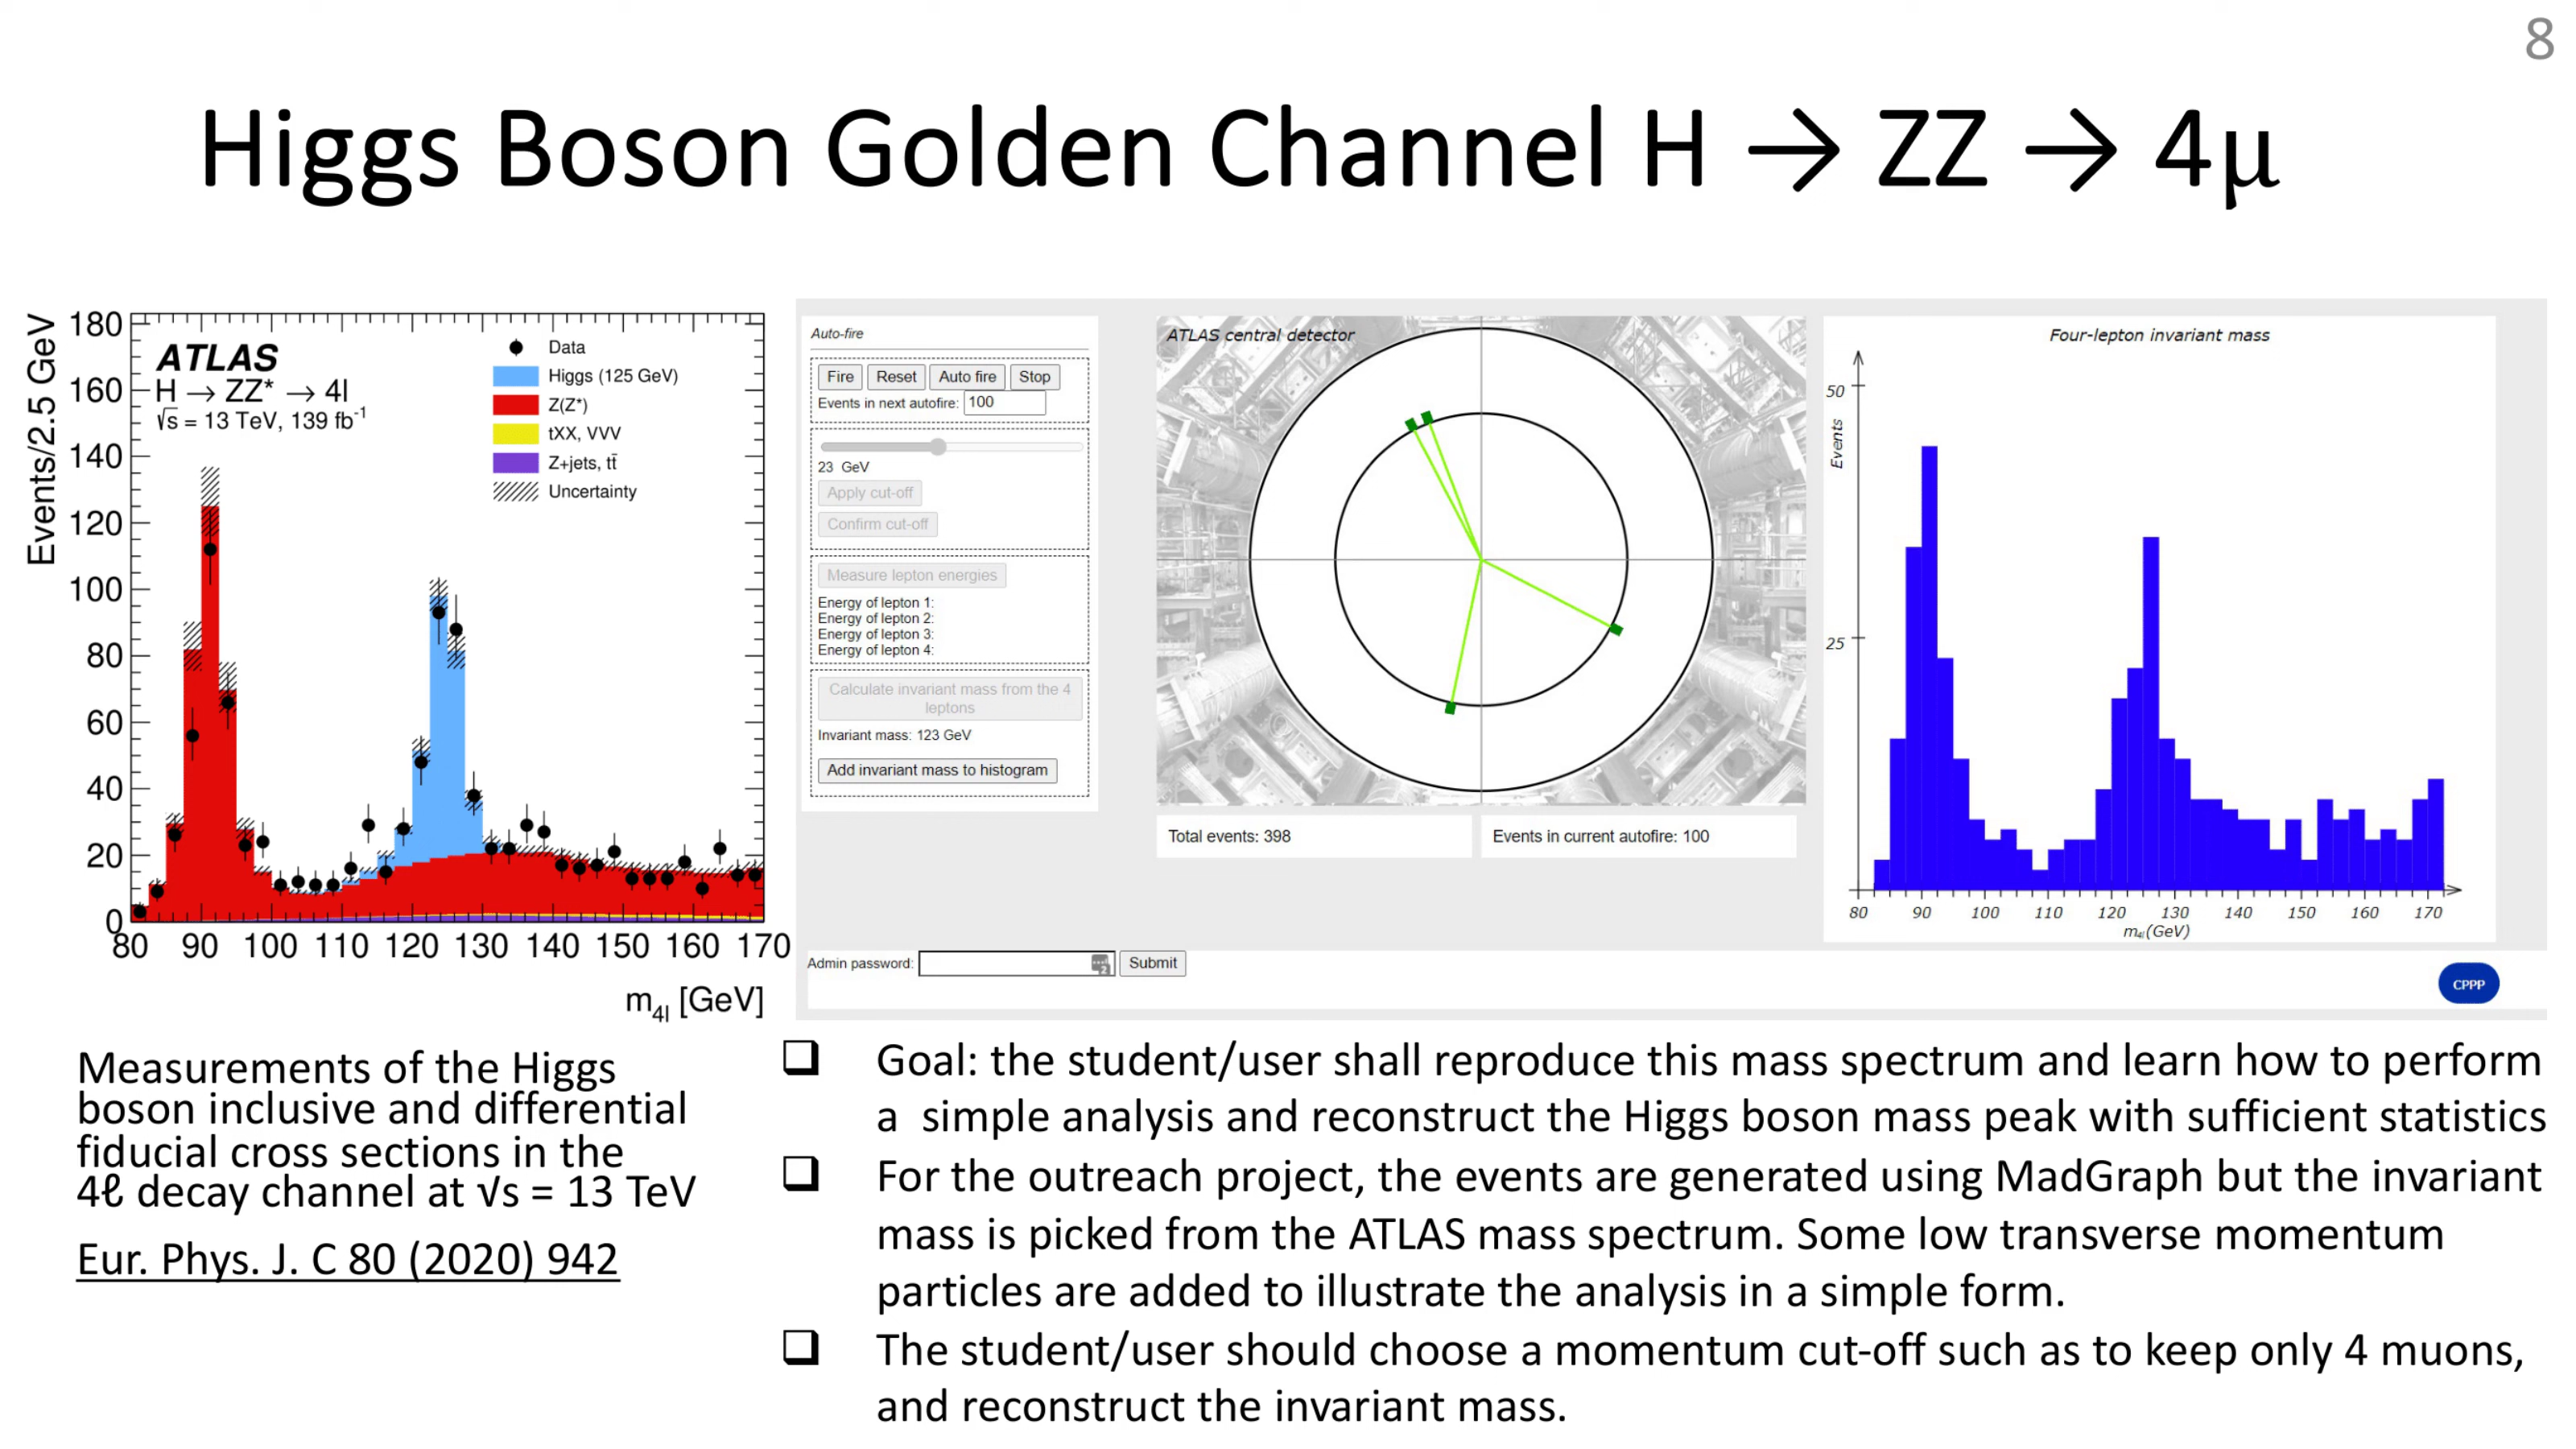 8
Higgs Boson Golden Channel H → ZZ → 4μ
Events/2.5 GeV
180
160
140
120
100
80
60
40
20
0
ATLAS
H → ZZ* → 4l
√s = 13 TeV, 139 fb-1
Data
Higgs (125 GeV)
Z(Z*)
tXX, VVV
Z+jets, tt̄
Uncertainty
80 90 100 110 120 130 140 150 160 170
m4l [GeV]
Auto-fire
Fire Reset Auto fire Stop
Events in next autofire: 100
23 GeV
Apply cut-off
Confirm cut-off
Measure lepton energies
Energy of lepton 1:
Energy of lepton 2:
Energy of lepton 3:
Energy of lepton 4:
Calculate invariant mass from the 4
leptons
Invariant mass: 123 GeV
Add invariant mass to histogram
ATLAS central detector
Total events: 398
Events in current autofire: 100
Four-lepton invariant mass
50
Events
25
80 90 100 110 120 130 140 150 160 170
m4l(GeV)
Admin password: Submit
CPPP
Measurements of the Higgs
boson inclusive and differential
fiducial cross sections in the
4ℓ decay channel at √s = 13 TeV
Eur. Phys. J. C 80 (2020) 942
❑ Goal: the student/user shall reproduce this mass spectrum and learn how to perform
a  simple analysis and reconstruct the Higgs boson mass peak with sufficient statistics
❑ For the outreach project, the events are generated using MadGraph but the invariant
mass is picked from the ATLAS mass spectrum. Some low transverse momentum
particles are added to illustrate the analysis in a simple form.
❑ The student/user should choose a momentum cut-off such as to keep only 4 muons,
and reconstruct the invariant mass.